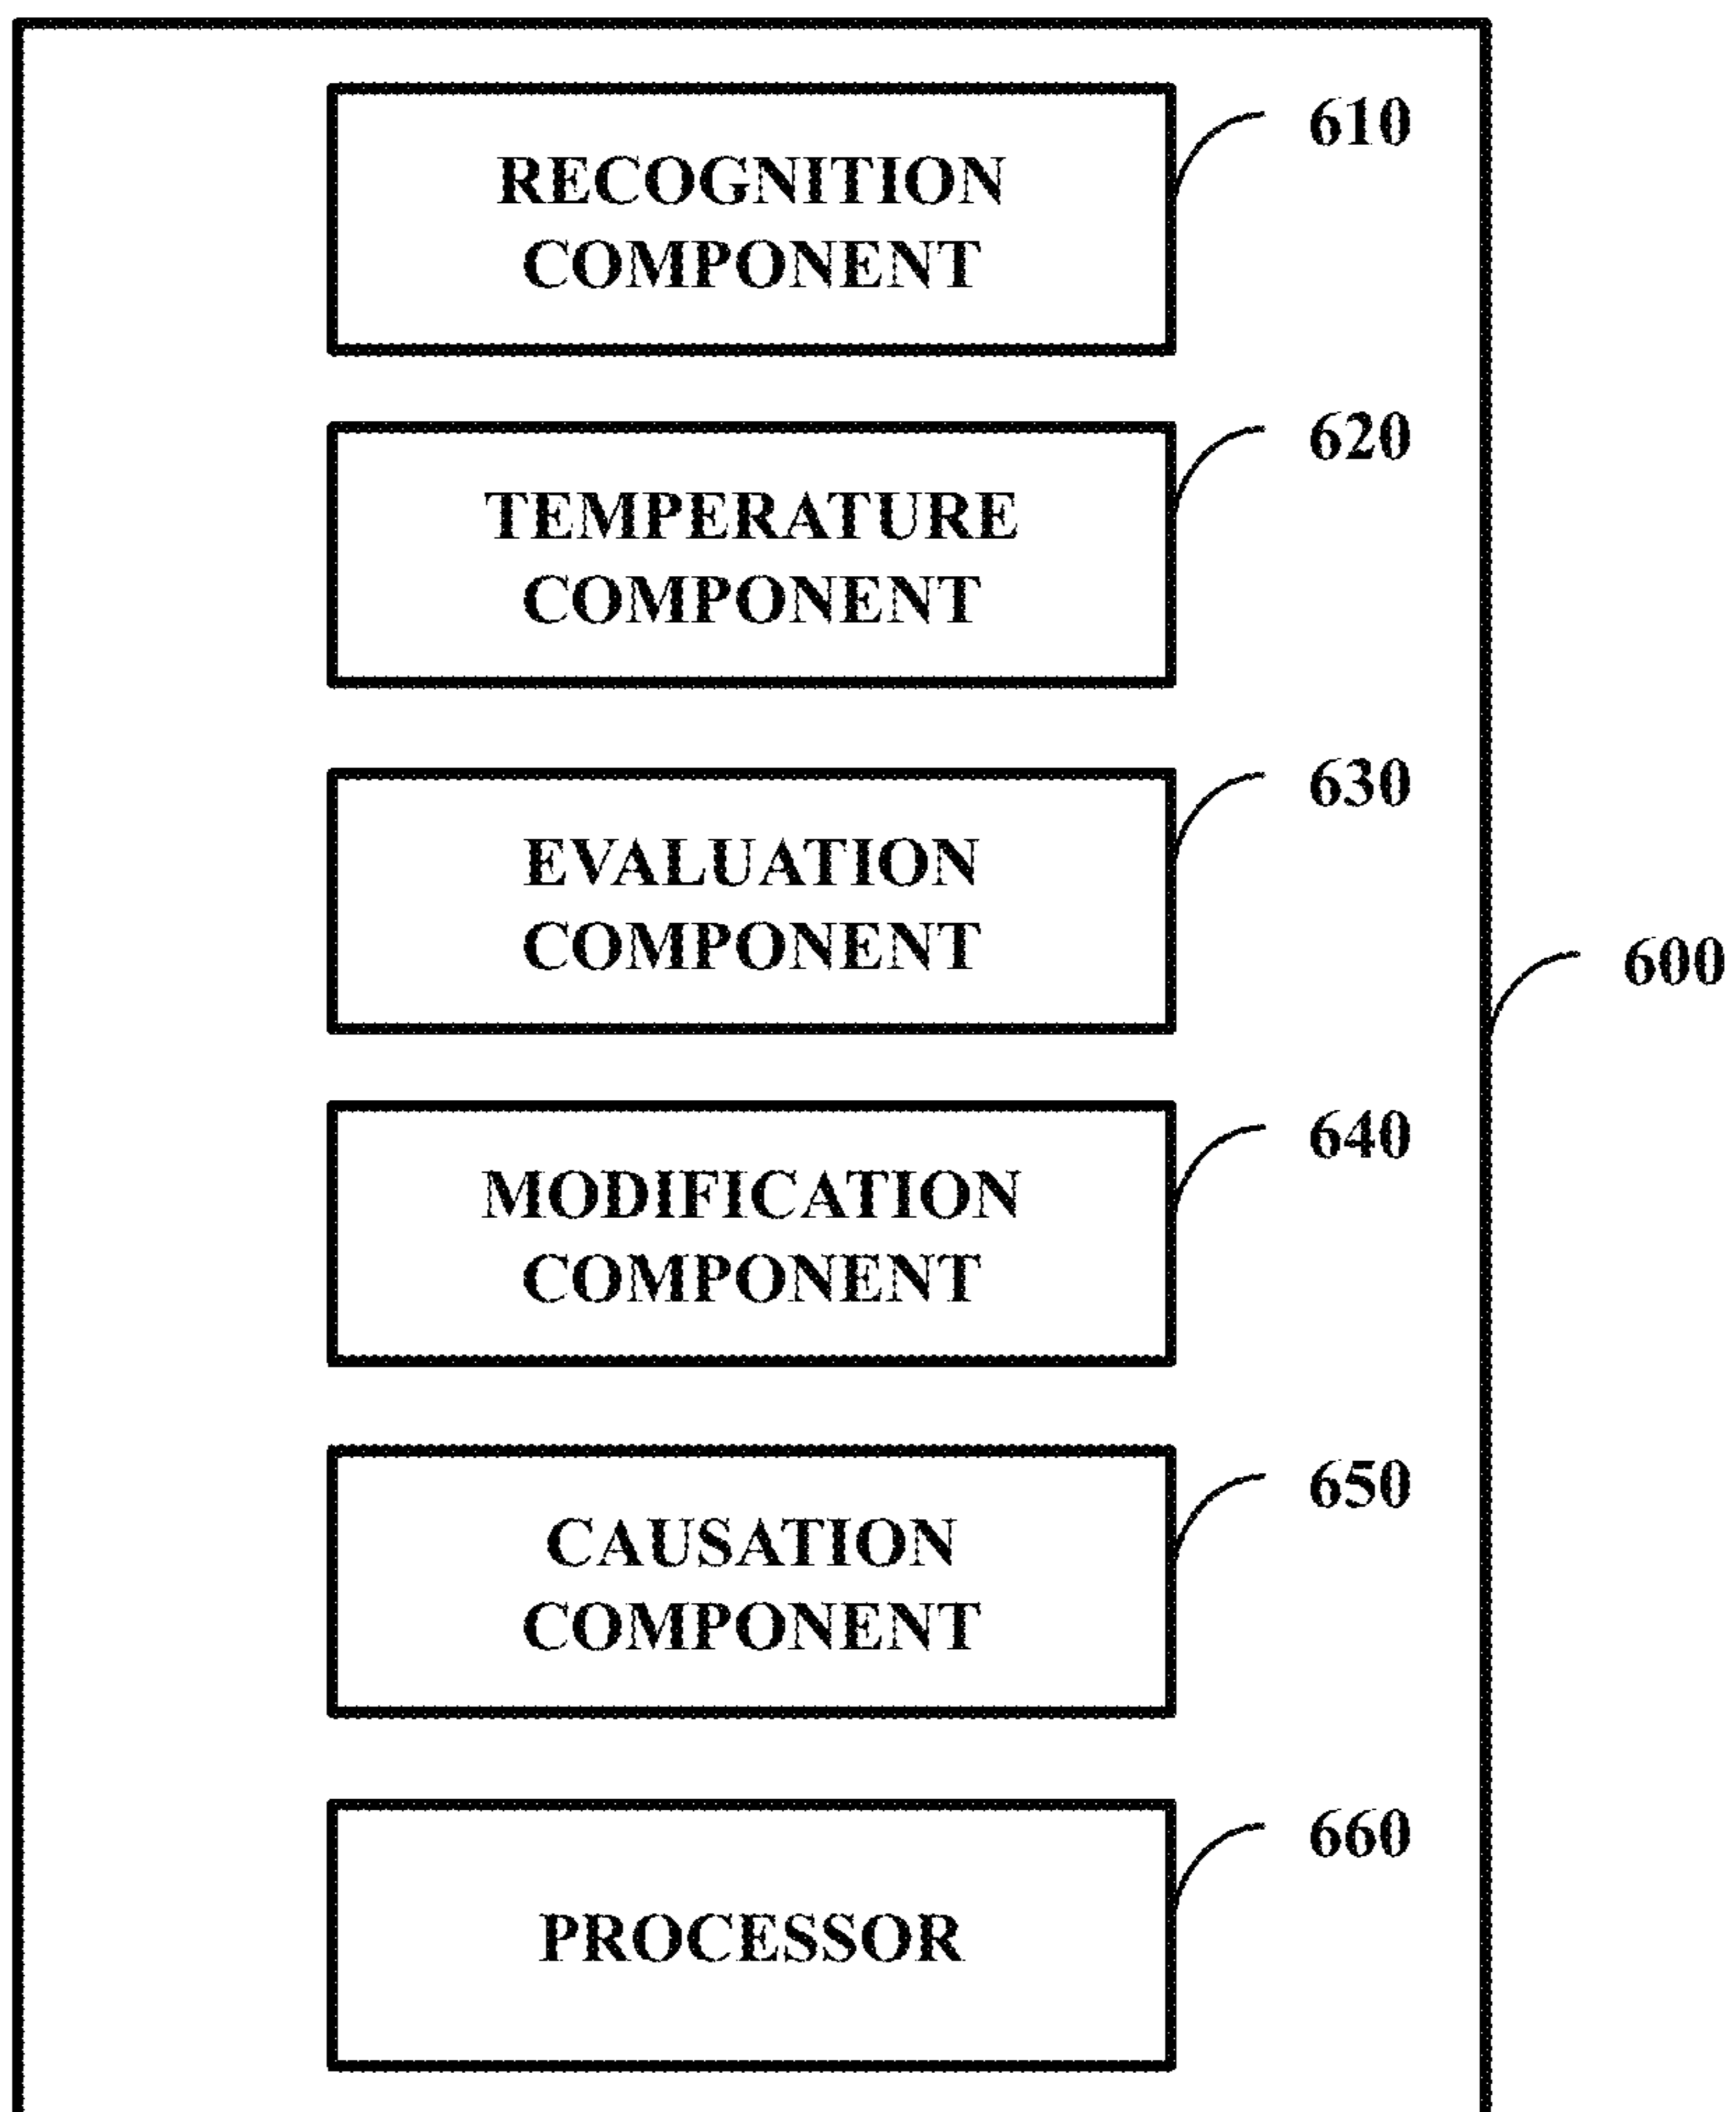 610
RECOGNITION
COMPONENT
620
TEMPERATURE
COMPONENT
630
EVALUATION
COMPONENT
600
640
MODIFICATION
COMPONENT
650
CAUSATION
COMPONENT
660
PROCESSOR